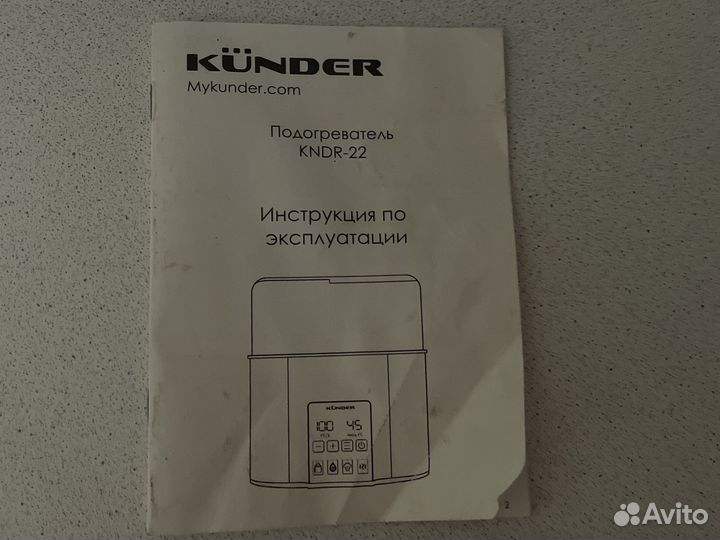 KÜNDER
Mykunder.com
Подогреватель
KNDR-22
Инструкция по
эксплуатации
KÜNDER
100 45
2
Avito